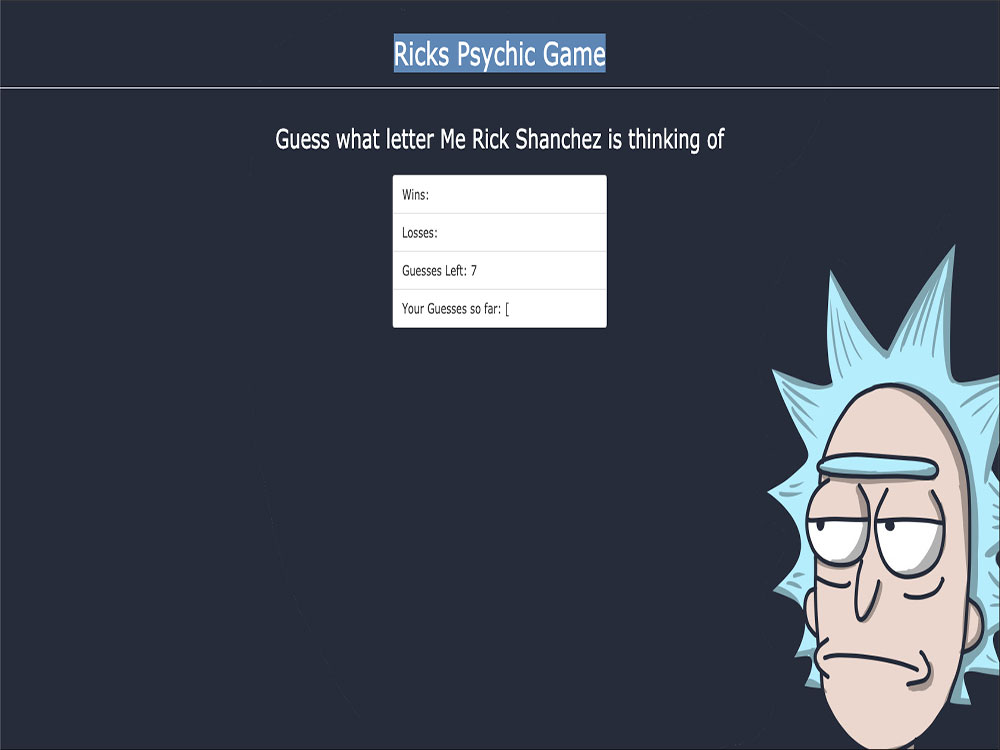 Ricks Psychic Game
Guess what letter Me Rick Shanchez is thinking of
Wins:
Losses:
Guesses Left: 7
Your Guesses so far: [